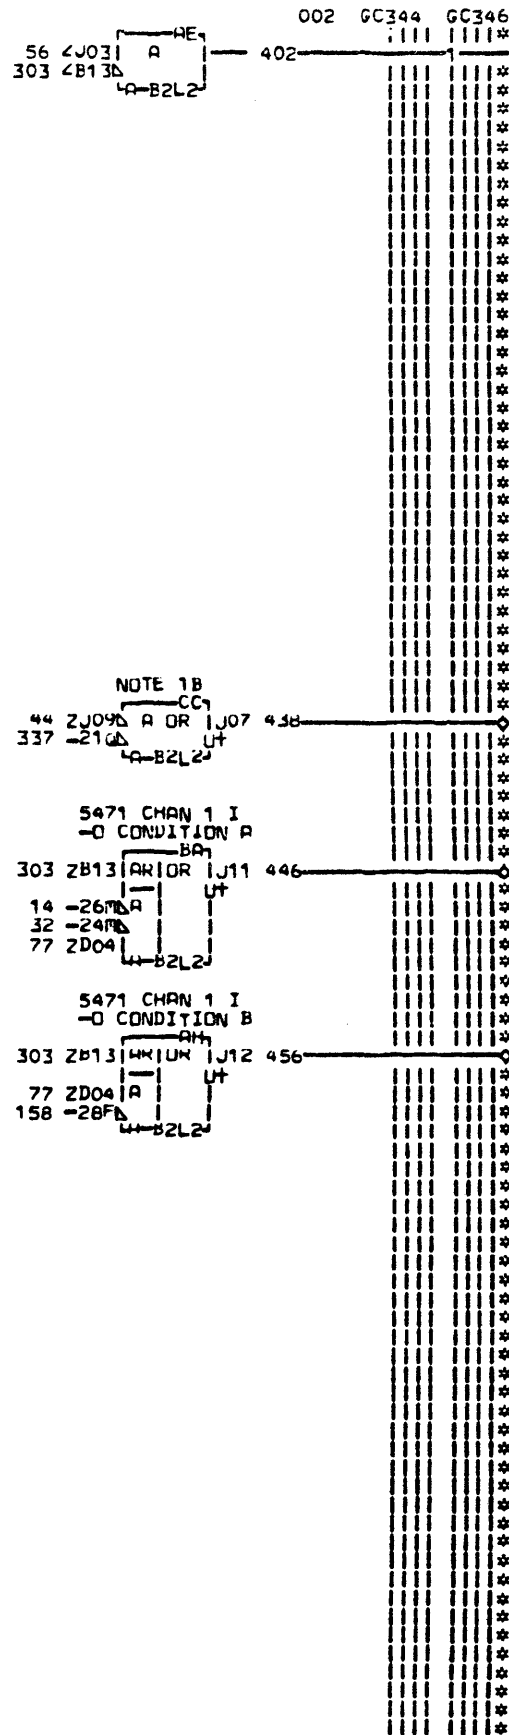 002 GC344 GC346
AE
56 ZJ03 A 402
303 ZB13
A-B2L2
NOTE 1B
CC
44 ZJ09 A OR J07 438
337 -21G U+
A-B2L2
5471 CHAN 1 I
-O CONDITION A
BA
303 ZB13 AR OR J11 446
U+
14 -26M A
32 -24M
77 ZD04
A-B2L2
5471 CHAN 1 I
-O CONDITION B
AH
303 ZB13 AR OR J12 456
U+
77 ZD04 A
158 -28F
A-B2L2